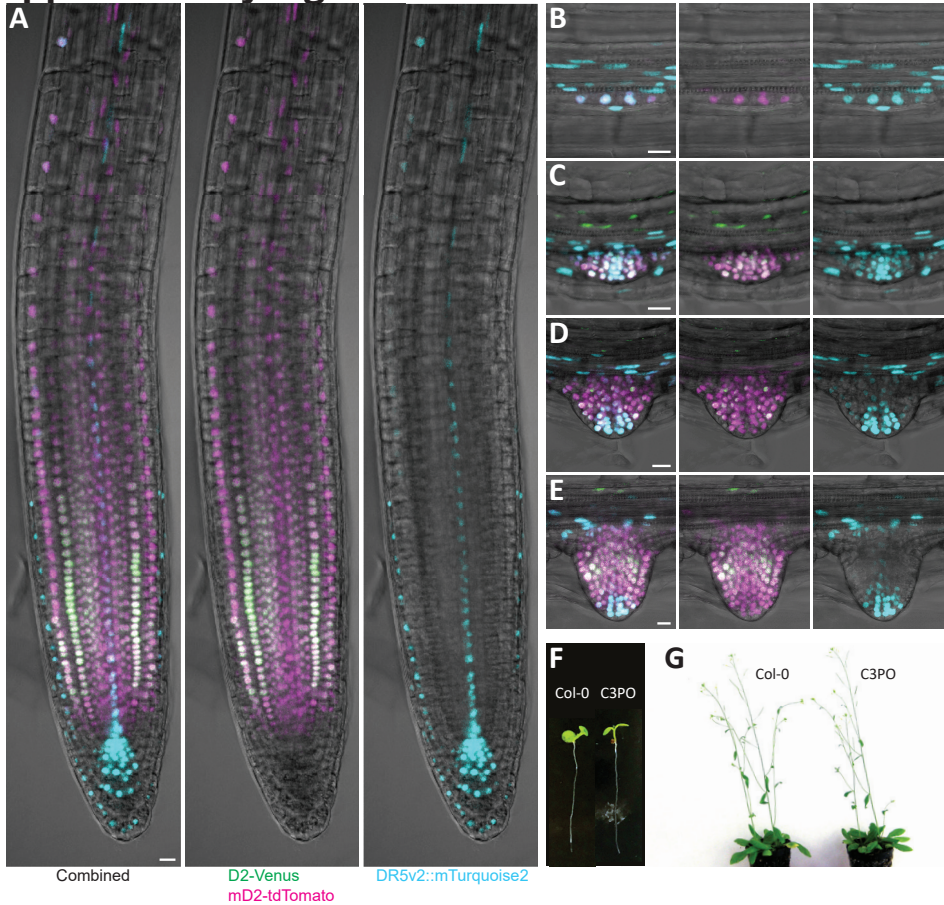 A
B
C
D
E
F
Col-0 C3PO
G
Col-0 C3PO
Combined
D2-Venus
mD2-tdTomato
DR5v2::mTurquoise2